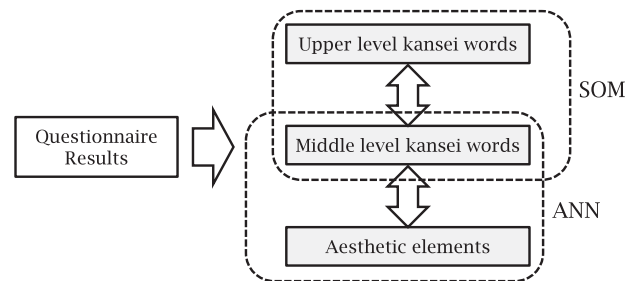 Upper level kansei words
SOM
Questionnaire
Results
Middle level kansei words
ANN
Aesthetic elements